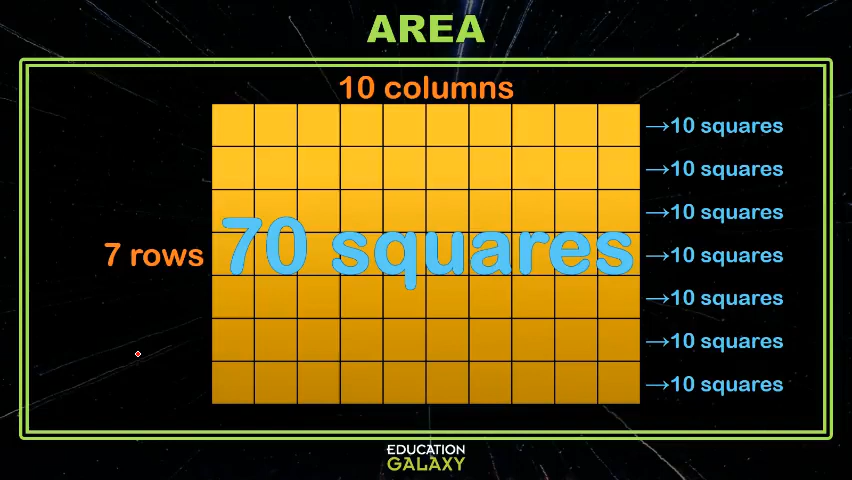 AREA
10 columns
→10 squares
→10 squares
→10 squares
7 rows
70 squares
→10 squares
→10 squares
→10 squares
→10 squares
EDUCATION
GALAXY